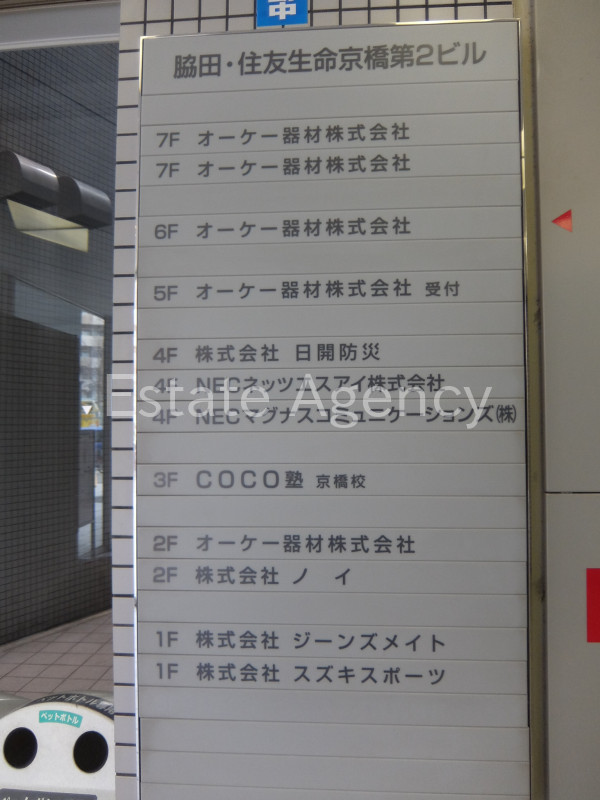 脇田・住友生命京橋第2ビル
7F オーケー器材株式会社
7F オーケー器材株式会社
6F オーケー器材株式会社
5F オーケー器材株式会社 受付
4F 株式会社 日開防災
4F NECネッツエスアイ株式会社
4F NECマグナスコミュニケーションズ㈱
Estate Agency
3F COCO塾 京橋校
2F オーケー器材株式会社
2F 株式会社 ノイ
1F 株式会社 ジーンズメイト
1F 株式会社 スズキスポーツ
ペットボトル